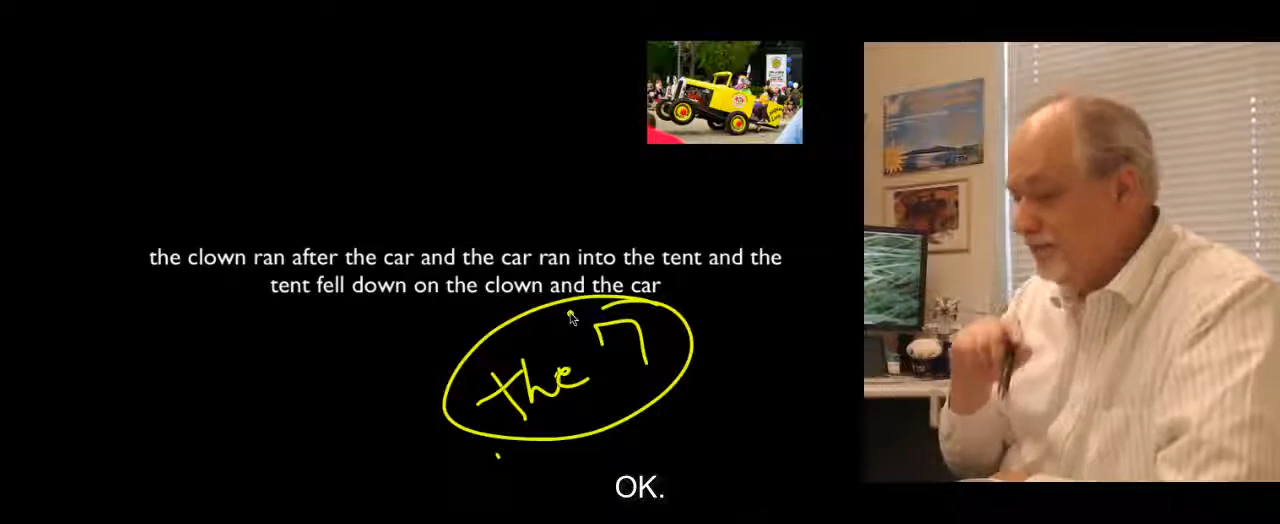 the clown ran after the car and the car ran into the tent and the
tent fell down on the clown and the car
the 7
OK.